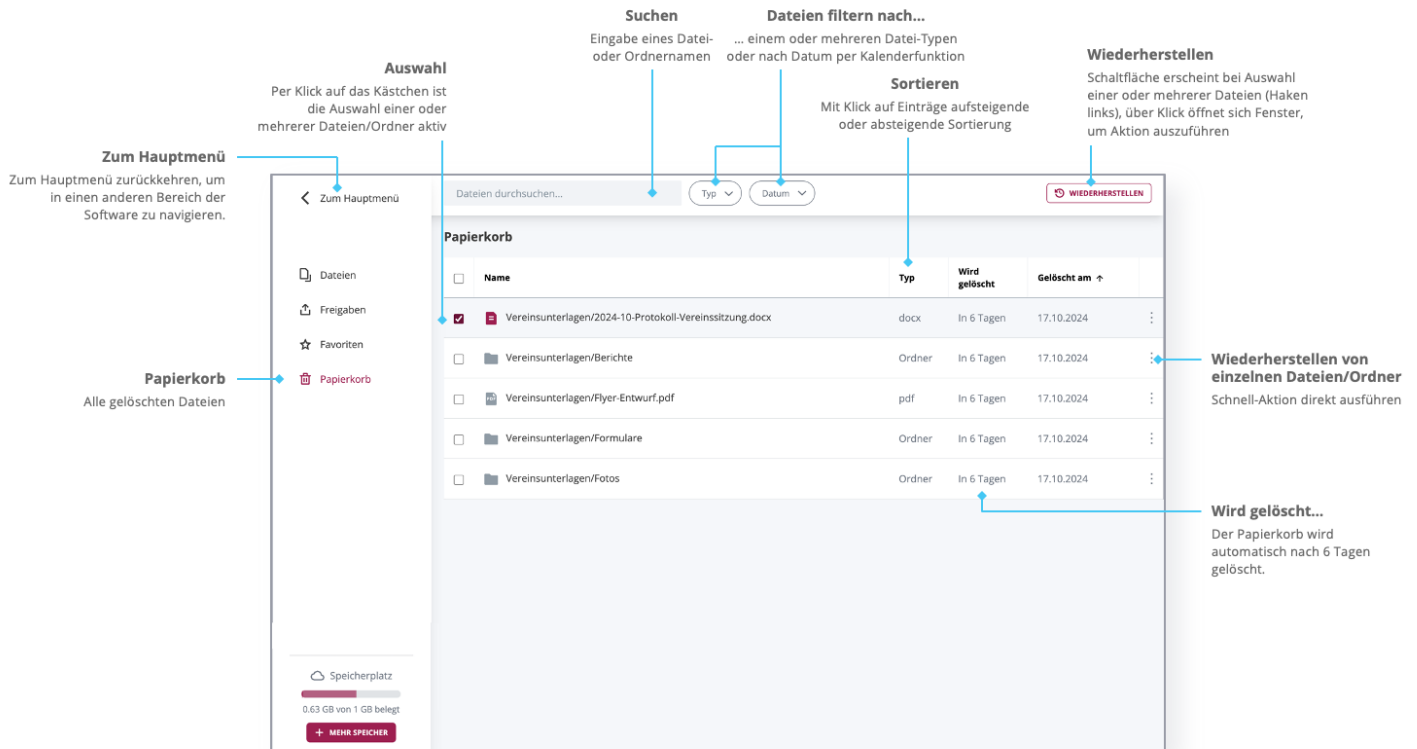 Suchen
Eingabe eines Datei-
oder Ordnernamen
Dateien filtern nach...
... einem oder mehreren Datei-Typen
oder nach Datum per Kalenderfunktion
Wiederherstellen
Schaltfläche erscheint bei Auswahl
einer oder mehrerer Dateien (Haken
links), über Klick öffnet sich Fenster,
um Aktion auszuführen
Auswahl
Per Klick auf das Kästchen ist
die Auswahl einer oder
mehrerer Dateien/Ordner aktiv
Sortieren
Mit Klick auf Einträge aufsteigende
oder absteigende Sortierung
Zum Hauptmenü
Zum Hauptmenü zurückkehren, um
in einen anderen Bereich der
Software zu navigieren.
Zum Hauptmenü
Dateien durchsuchen...
Typ
Datum
WIEDERHERSTELLEN
Papierkorb
Dateien
Freigaben
Favoriten
Papierkorb
Name
Typ
Wird
gelöscht
Gelöscht am ↑
Vereinsunterlagen/2024-10-Protokoll-Vereinssitzung.docx docx In 6 Tagen 17.10.2024
Vereinsunterlagen/Berichte Ordner In 6 Tagen 17.10.2024
PDF Vereinsunterlagen/Flyer-Entwurf.pdf pdf In 6 Tagen 17.10.2024
Vereinsunterlagen/Formulare Ordner In 6 Tagen 17.10.2024
Vereinsunterlagen/Fotos Ordner In 6 Tagen 17.10.2024
Papierkorb
Alle gelöschten Dateien
Wiederherstellen von
einzelnen Dateien/Ordner
Schnell-Aktion direkt ausführen
Wird gelöscht...
Der Papierkorb wird
automatisch nach 6 Tagen
gelöscht.
Speicherplatz
0.63 GB von 1 GB belegt
+ MEHR SPEICHER